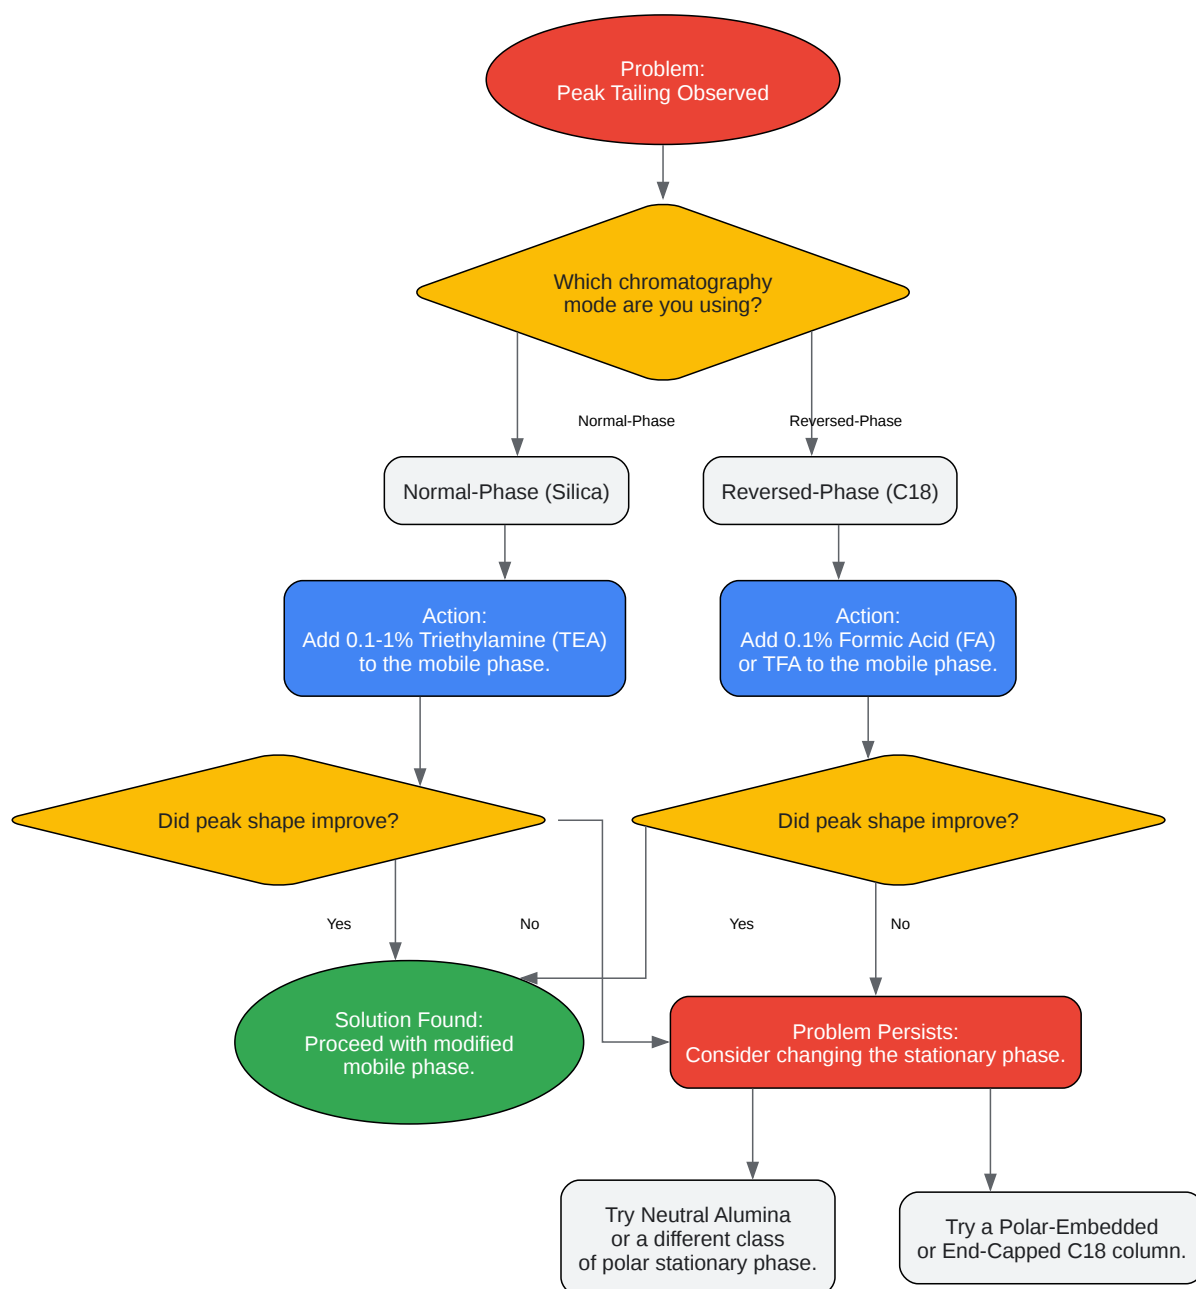 Problem:
Peak Tailing Observed
Which chromatography
mode are you using?
Normal-Phase
Reversed-Phase
Normal-Phase (Silica)
Reversed-Phase (C18)
Action:
Add 0.1-1% Triethylamine (TEA)
to the mobile phase.
Action:
Add 0.1% Formic Acid (FA)
or TFA to the mobile phase.
Did peak shape improve?
Did peak shape improve?
Yes
No
Yes
No
Solution Found:
Proceed with modified
mobile phase.
Problem Persists:
Consider changing the stationary phase.
Try Neutral Alumina
or a different class
of polar stationary phase.
Try a Polar-Embedded
or End-Capped C18 column.